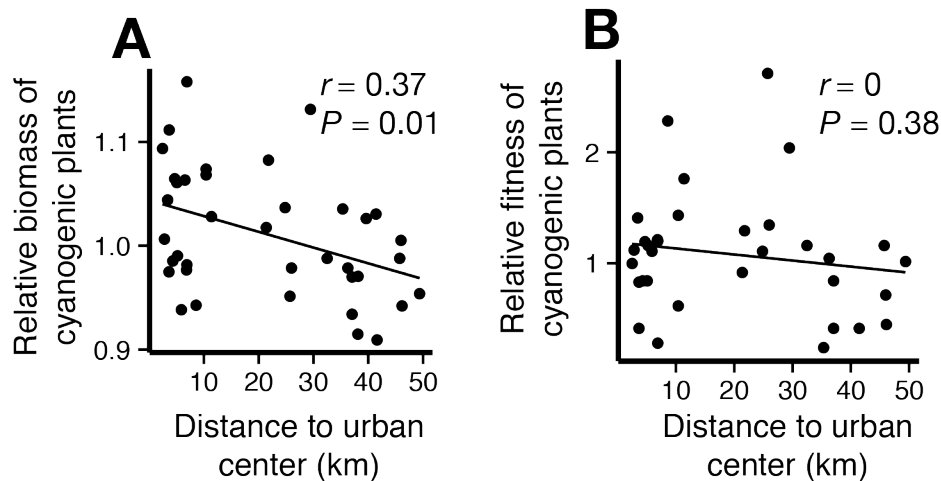 A
Relative biomass of
cyanogenic plants
r = 0.37
P = 0.01
1.1
1.0
0.9
10 20 30 40 50
Distance to urban
center (km)
B
Relative fitness of
cyanogenic plants
r = 0
P = 0.38
2
1
10 20 30 40 50
Distance to urban
center (km)